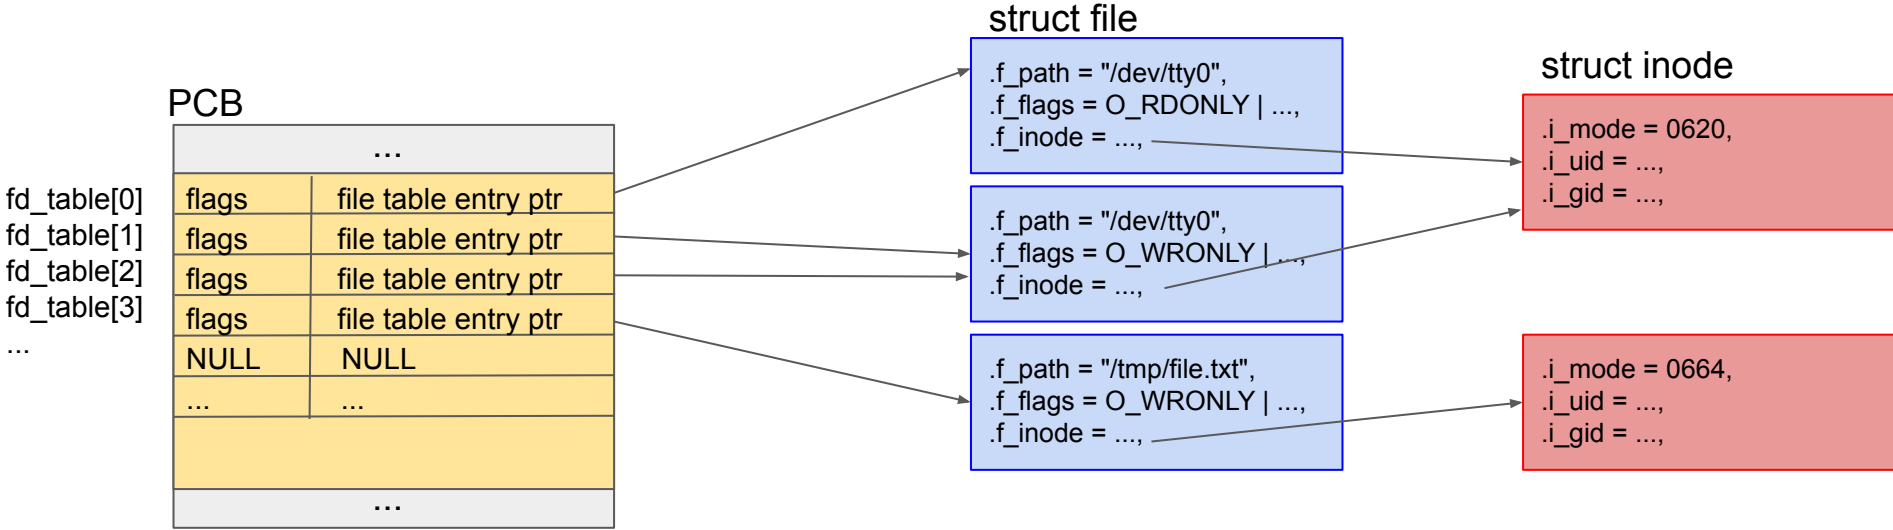 struct file
struct inode
PCB
...
fd_table[0]
fd_table[1]
fd_table[2]
fd_table[3]
...
flags file table entry ptr
flags file table entry ptr
flags file table entry ptr
flags file table entry ptr
NULL NULL
... ...
...
.f_path = "/dev/tty0",
.f_flags = O_RDONLY | ...,
.f_inode = ...,
.f_path = "/dev/tty0",
.f_flags = O_WRONLY | ...,
.f_inode = ...,
.f_path = "/tmp/file.txt",
.f_flags = O_WRONLY | ...,
.f_inode = ...,
.i_mode = 0620,
.i_uid = ...,
.i_gid = ...,
.i_mode = 0664,
.i_uid = ...,
.i_gid = ...,